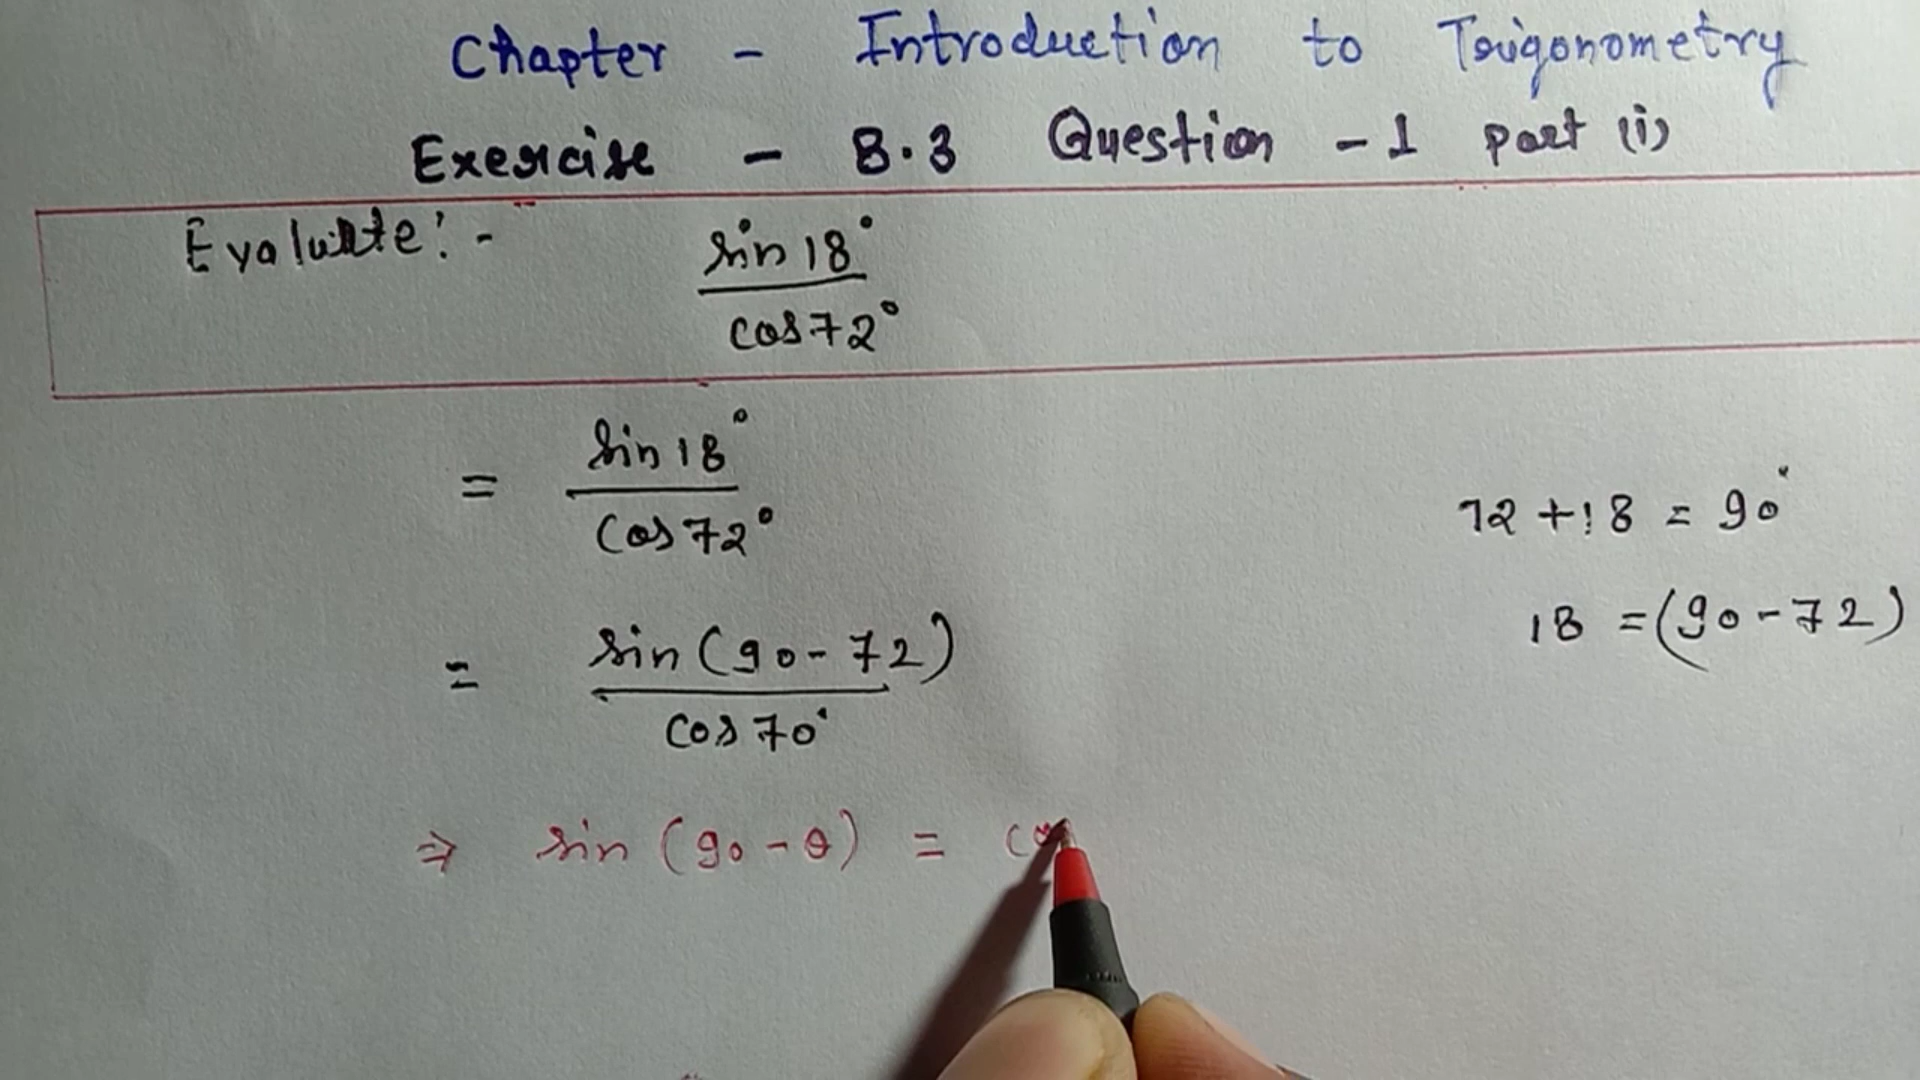 Chapter - Introduction to Trigonometry
Exercise - 8.3 Question - 1 part (i)
Evaluate:- sin 18° / cos 72°
= sin 18° / cos 72°
72 + 18 = 90°
18 = (90 - 72)
= sin (90 - 72) / cos 70°
⇒ sin (90 - θ) = co